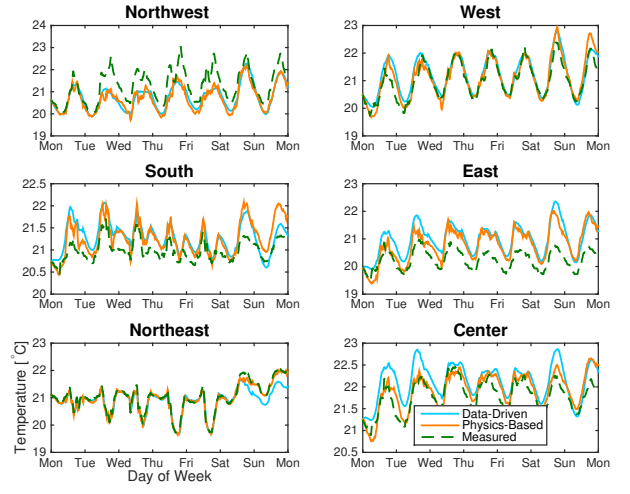 Northwest
24
23
22
21
20
19
Mon Tue Wed Thu Fri Sat Sun Mon
West
23
22
21
20
19
Mon Tue Wed Thu Fri Sat Sun Mon
South
22.5
22
21.5
21
20.5
20
Mon Tue Wed Thu Fri Sat Sun Mon
East
23
22
21
20
19
Mon Tue Wed Thu Fri Sat Sun Mon
Northeast
Temperature [°C]
23
22
21
20
19
Mon Tue Wed Thu Fri Sat Sun Mon
Day of Week
Center
23
22.5
22
21.5
21
20.5
Mon Tue Wed Thu Fri Sat Sun Mon
Data-Driven
Physics-Based
Measured